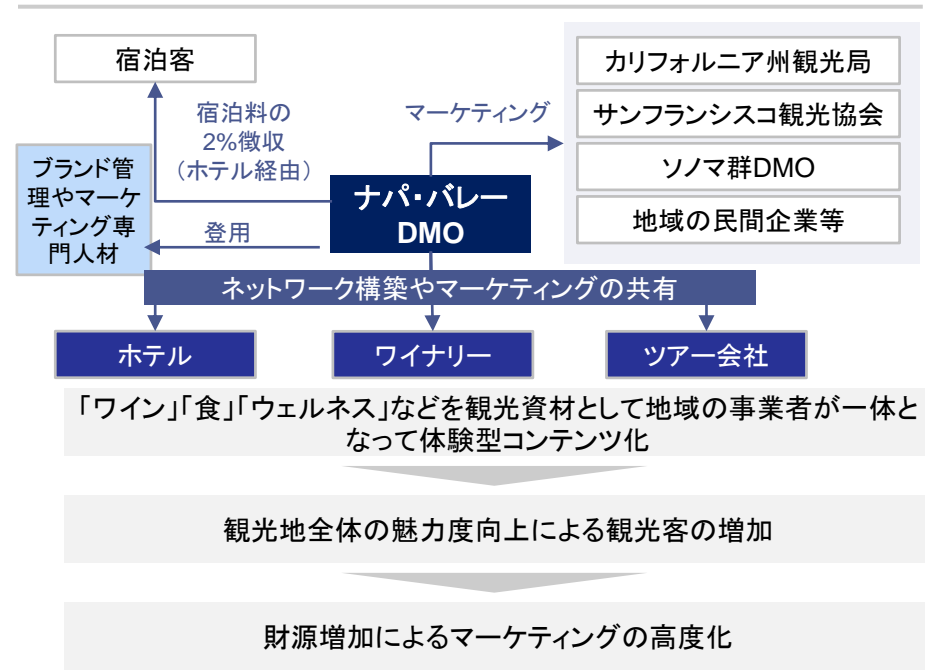 宿泊客
宿泊料の
2%徴収
（ホテル経由）
マーケティング
カリフォルニア州観光局
サンフランシスコ観光協会
ソノマ群DMO
地域の民間企業等
ブランド管
理やマーケ
ティング専
門人材
登用
ナパ・バレー
DMO
ネットワーク構築やマーケティングの共有
ホテル
ワイナリー
ツアー会社
「ワイン」「食」「ウェルネス」などを観光資材として地域の事業者が一体と
なって体験型コンテンツ化
観光地全体の魅力度向上による観光客の増加
財源増加によるマーケティングの高度化